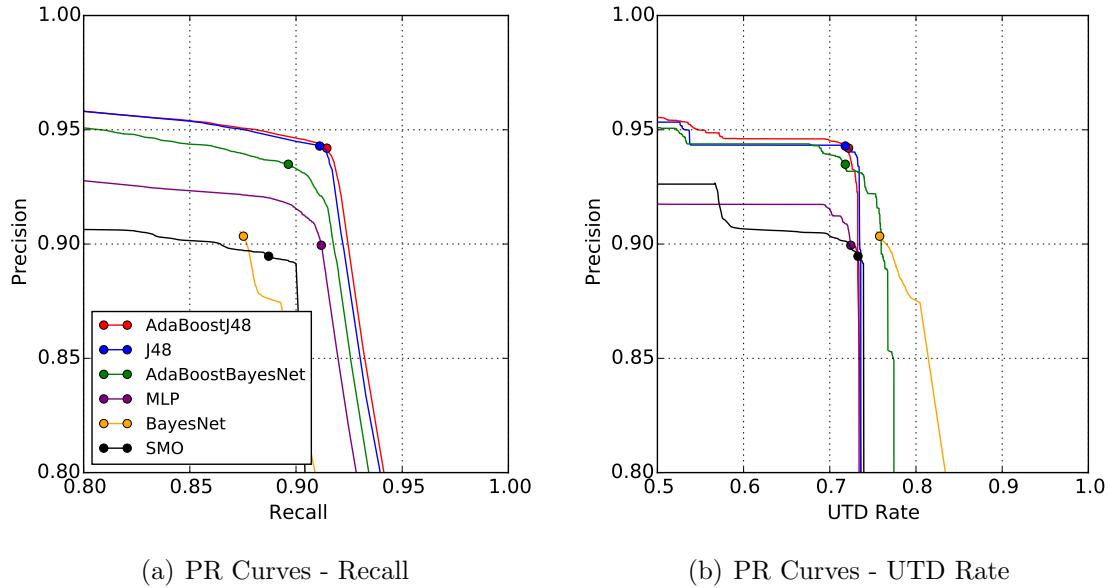 1.00
0.95
0.90
0.85
0.80
Precision
0.80
0.85
0.90
0.95
1.00
Recall
AdaBoostJ48
J48
AdaBoostBayesNet
MLP
BayesNet
SMO
(a) PR Curves - Recall
1.00
0.95
0.90
0.85
0.80
Precision
0.5
0.6
0.7
0.8
0.9
1.0
UTD Rate
(b) PR Curves - UTD Rate